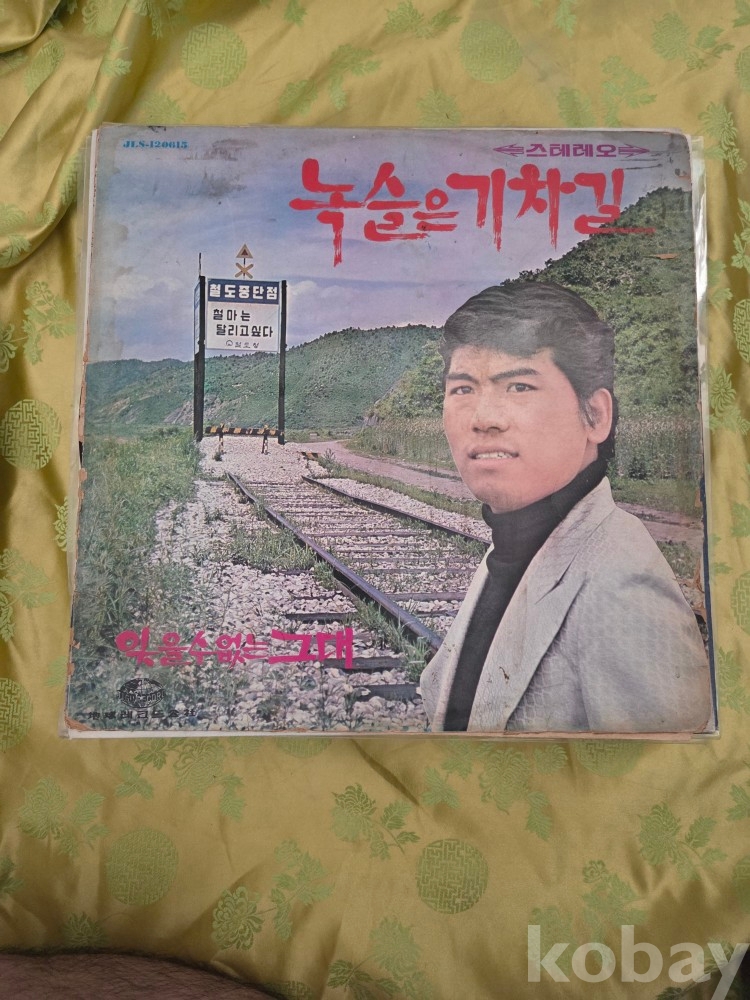 JLS-120615
스테레오
녹슬은기차길
철도중단점
철마는
달리고싶다
잊을수없는그대
kobay